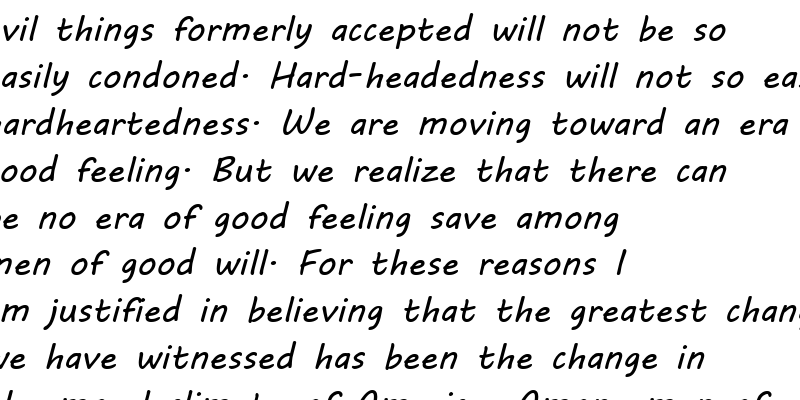 vil things formerly accepted will not be so
asily condoned. Hard-headedness will not so ea
ardheartedness. We are moving toward an era
ood feeling. But we realize that there can
e no era of good feeling save among
men of good will. For these reasons I
m justified in believing that the greatest chan
we have witnessed has been the change in